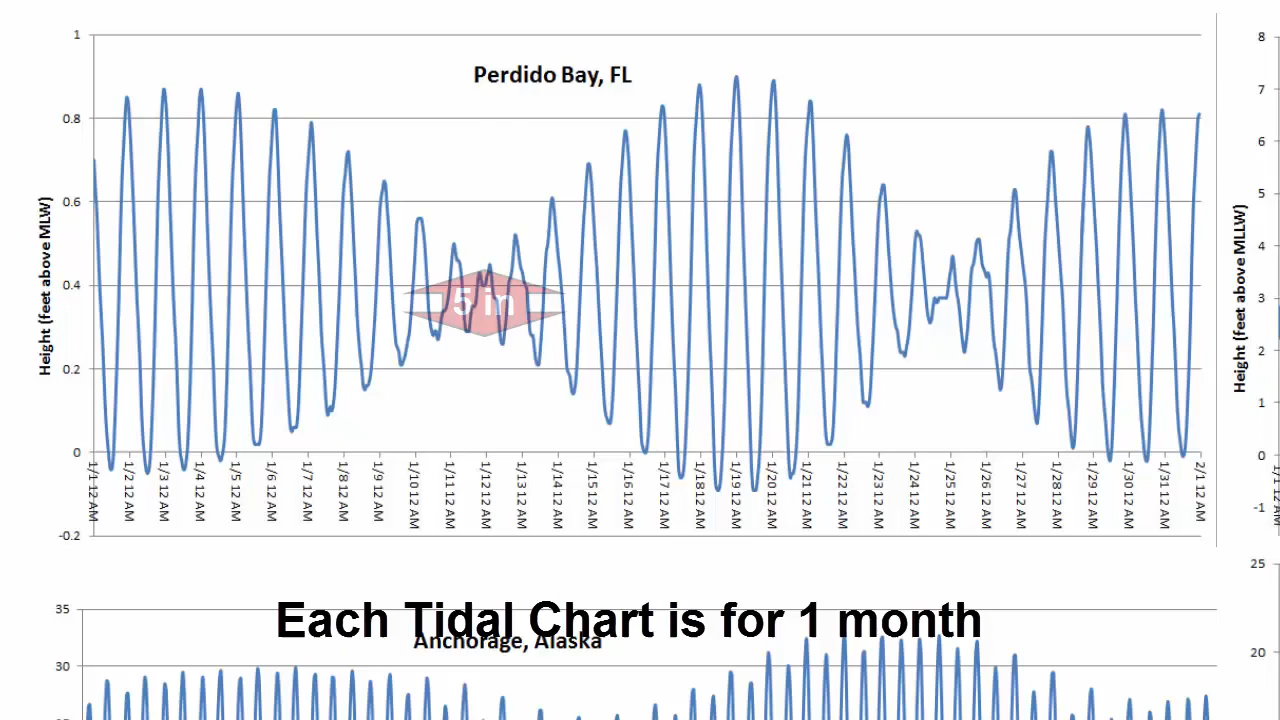 1
Perdido Bay, FL
0.8
0.6
0.4
0.2
0
-0.2
Height (feet above MLW)
5 in
1/1 12 AM
1/2 12 AM
1/3 12 AM
1/4 12 AM
1/5 12 AM
1/6 12 AM
1/7 12 AM
1/8 12 AM
1/9 12 AM
1/10 12 AM
1/11 12 AM
1/12 12 AM
1/13 12 AM
1/14 12 AM
1/15 12 AM
1/16 12 AM
1/17 12 AM
1/18 12 AM
1/19 12 AM
1/20 12 AM
1/21 12 AM
1/22 12 AM
1/23 12 AM
1/24 12 AM
1/25 12 AM
1/26 12 AM
1/27 12 AM
1/28 12 AM
1/29 12 AM
1/30 12 AM
1/31 12 AM
2/1 12 AM
8
7
6
5
4
3
2
1
0
-1
Height (feet above MLLW)
Each Tidal Chart is for 1 month
Anchorage, Alaska
35
30
25
20